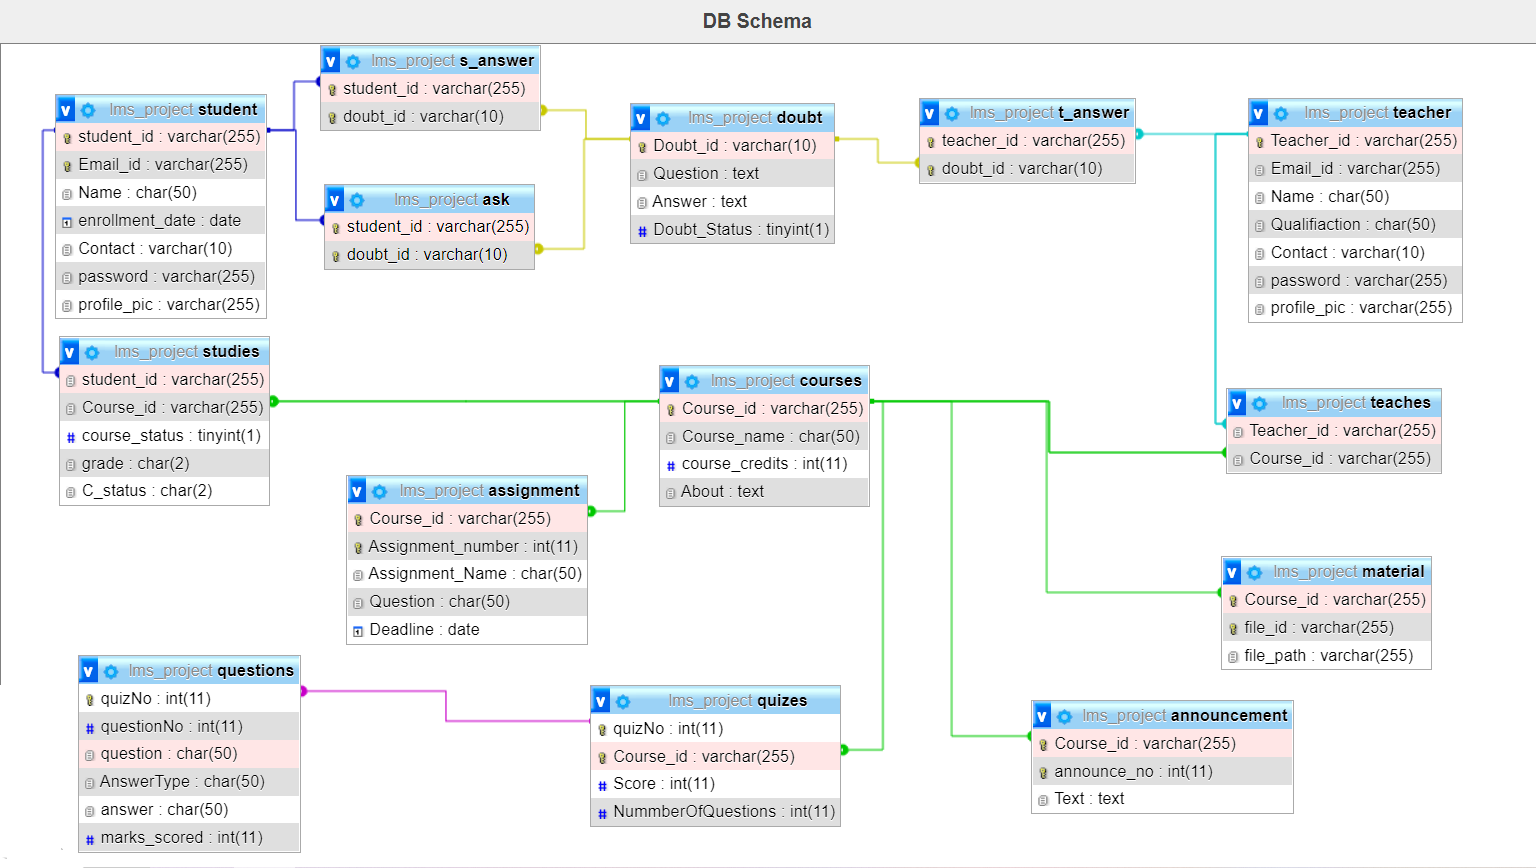 DB Schema
lms_project s_answer
student_id : varchar(255)
doubt_id : varchar(10)
lms_project student
student_id : varchar(255)
Email_id : varchar(255)
Name : char(50)
enrollment_date : date
Contact : varchar(10)
password : varchar(255)
profile_pic : varchar(255)
lms_project ask
student_id : varchar(255)
doubt_id : varchar(10)
lms_project doubt
Doubt_id : varchar(10)
Question : text
Answer : text
Doubt_Status : tinyint(1)
lms_project t_answer
teacher_id : varchar(255)
doubt_id : varchar(10)
lms_project teacher
Teacher_id : varchar(255)
Email_id : varchar(255)
Name : char(50)
Qualifiaction : char(50)
Contact : varchar(10)
password : varchar(255)
profile_pic : varchar(255)
lms_project studies
student_id : varchar(255)
Course_id : varchar(255)
course_status : tinyint(1)
grade : char(2)
C_status : char(2)
lms_project courses
Course_id : varchar(255)
Course_name : char(50)
course_credits : int(11)
About : text
lms_project teaches
Teacher_id : varchar(255)
Course_id : varchar(255)
lms_project assignment
Course_id : varchar(255)
Assignment_number : int(11)
Assignment_Name : char(50)
Question : char(50)
Deadline : date
lms_project material
Course_id : varchar(255)
file_id : varchar(255)
file_path : varchar(255)
lms_project questions
quizNo : int(11)
questionNo : int(11)
question : char(50)
AnswerType : char(50)
answer : char(50)
marks_scored : int(11)
lms_project quizes
quizNo : int(11)
Course_id : varchar(255)
Score : int(11)
NummberOfQuestions : int(11)
lms_project announcement
Course_id : varchar(255)
announce_no : int(11)
Text : text